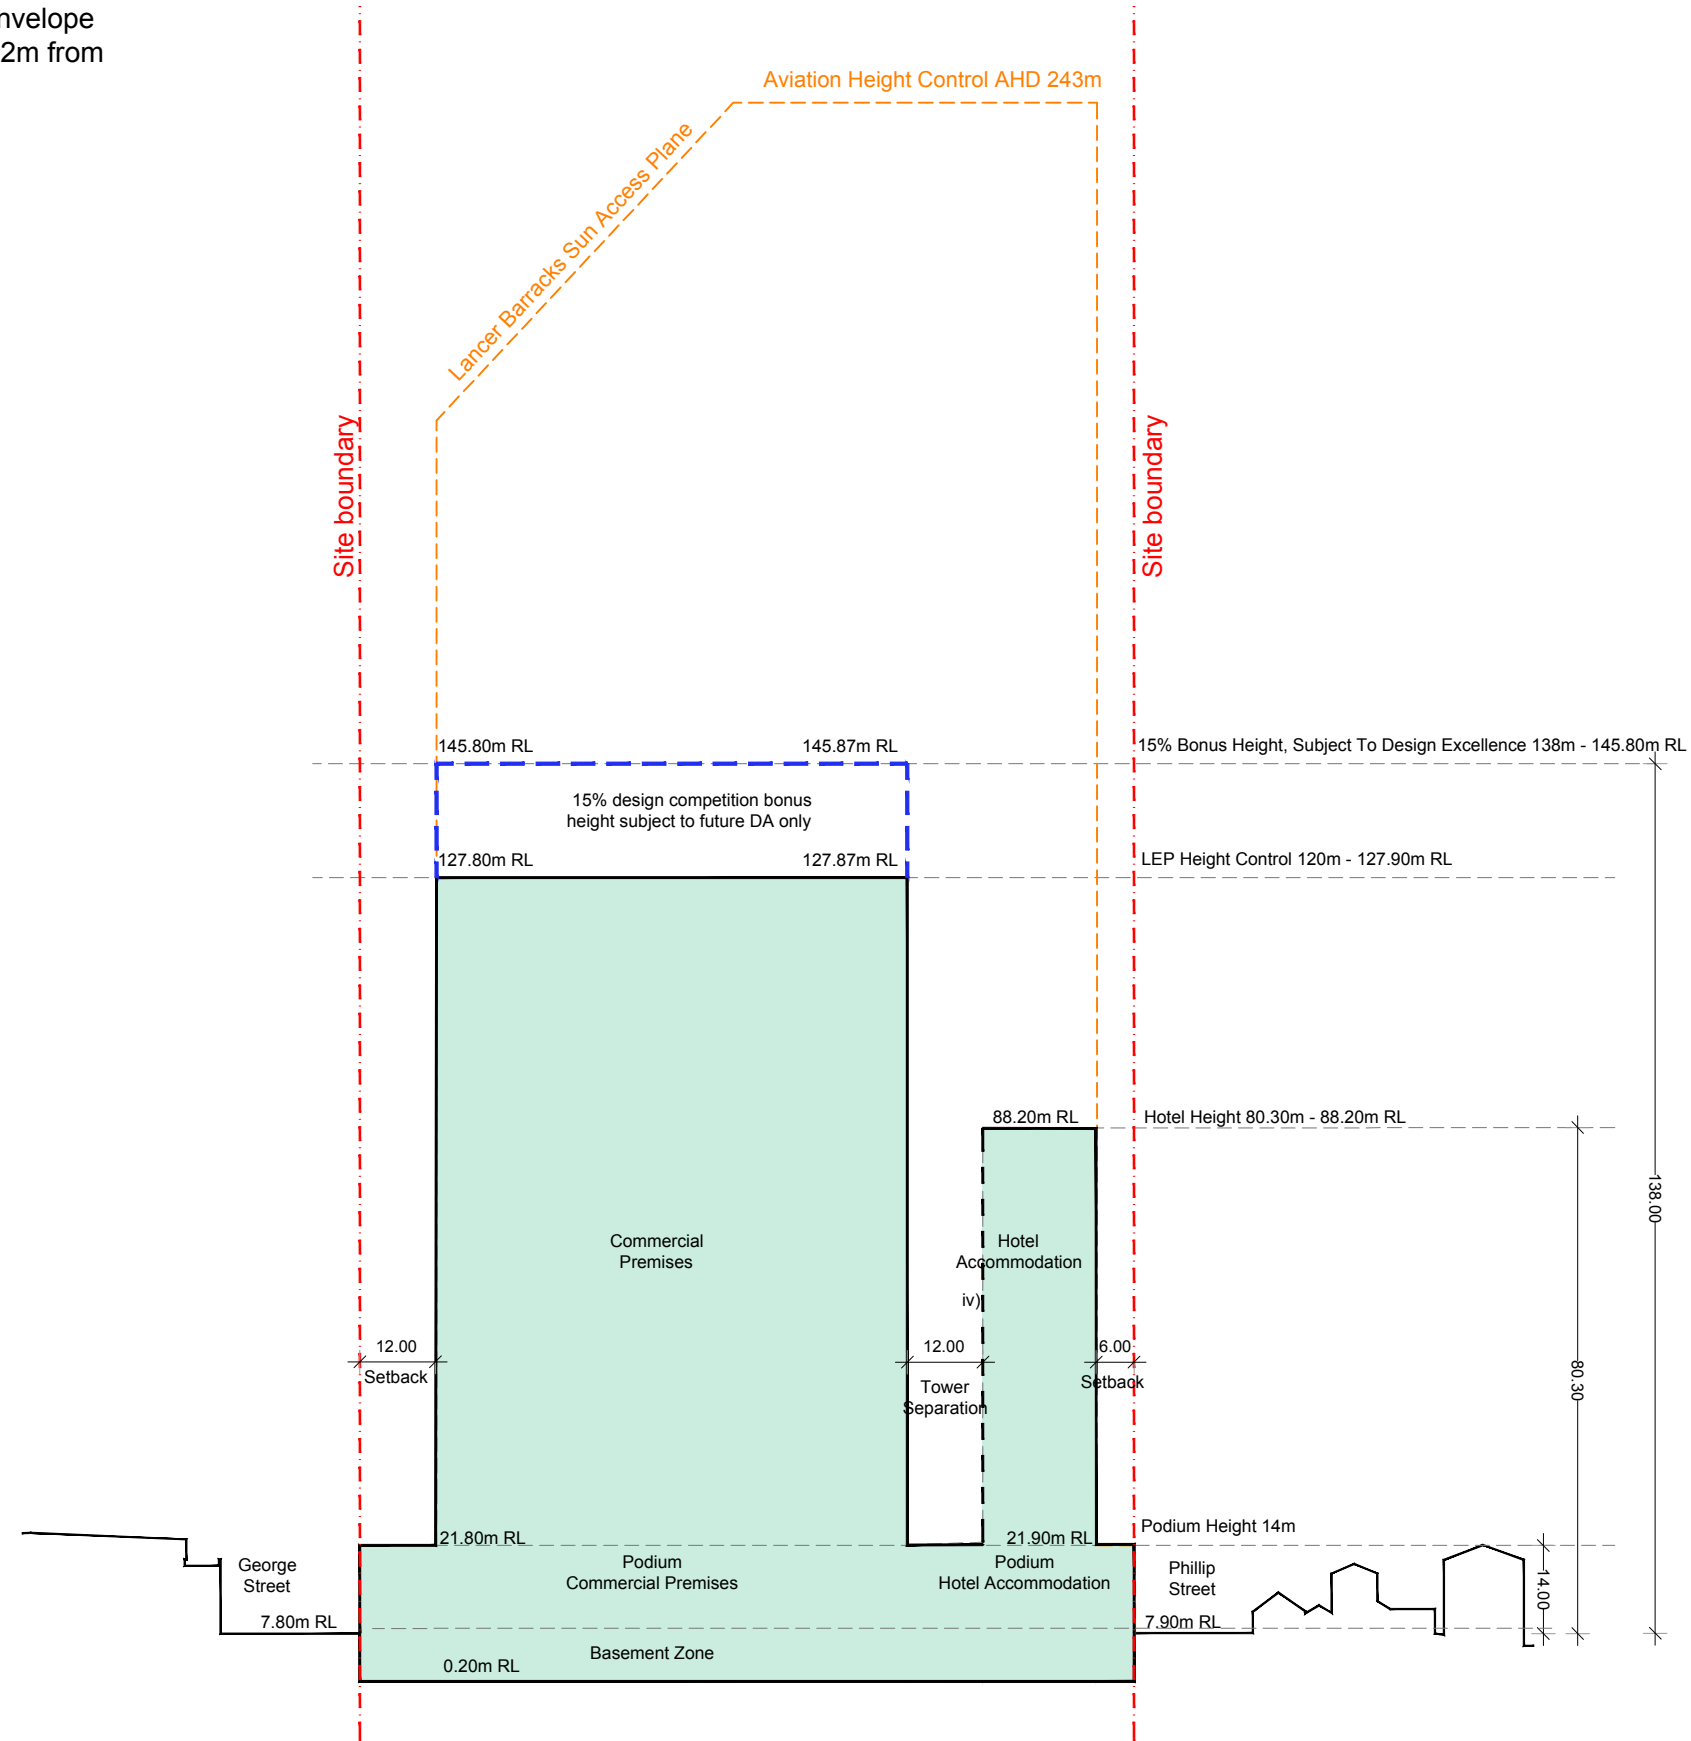 nvelope
2m from
Aviation Height Control AHD 243m
Lancer Barracks Sun Access Plane
Site boundary
Site boundary
145.80m RL
145.87m RL
15% Bonus Height, Subject To Design Excellence 138m - 145.80m RL
15% design competition bonus
height subject to future DA only
127.80m RL
127.87m RL
LEP Height Control 120m - 127.90m RL
88.20m RL
Hotel Height 80.30m - 88.20m RL
138.00
Commercial
Premises
Hotel
Accommodation
iv)
12.00
Setback
12.00
Tower
Separation
6.00
Setback
80.30
21.80m RL
21.90m RL
Podium Height 14m
George
Street
Podium
Commercial Premises
Podium
Hotel Accommodation
Phillip
Street
14.00
7.80m RL
7.90m RL
Basement Zone
0.20m RL